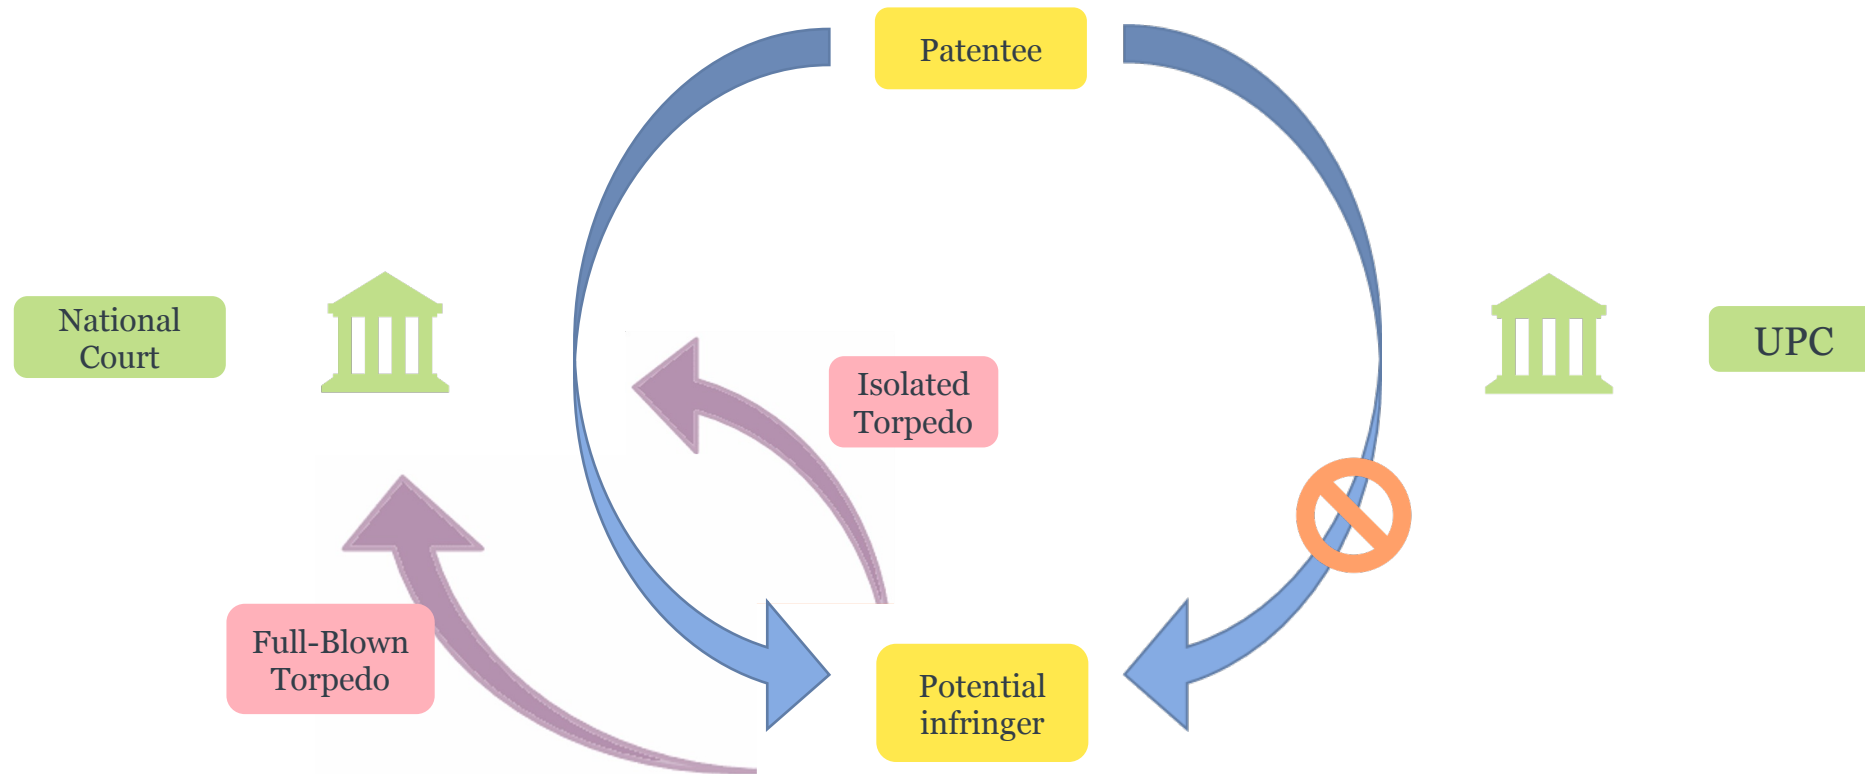 Patentee
National
Court
UPC
Isolated
Torpedo
Full-Blown
Torpedo
Potential
infringer